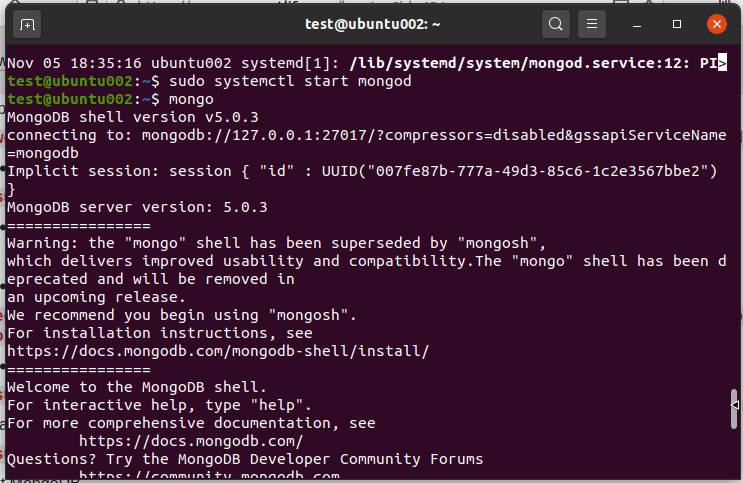 test@ubuntu002: ~
Nov 05 18:35:16 ubuntu002 systemd[1]: /lib/systemd/system/mongod.service:12: PI>
test@ubuntu002:~$ sudo systemctl start mongod
test@ubuntu002:~$ mongo
MongoDB shell version v5.0.3
connecting to: mongodb://127.0.0.1:27017/?compressors=disabled&gssapiServiceName
=mongodb
Implicit session: session { "id" : UUID("007fe87b-777a-49d3-85c6-1c2e3567bbe2")
}
MongoDB server version: 5.0.3
================
Warning: the "mongo" shell has been superseded by "mongosh",
which delivers improved usability and compatibility.The "mongo" shell has been d
eprecated and will be removed in
an upcoming release.
We recommend you begin using "mongosh".
For installation instructions, see
https://docs.mongodb.com/mongodb-shell/install/
================
Welcome to the MongoDB shell.
For interactive help, type "help".
For more comprehensive documentation, see
        https://docs.mongodb.com/
Questions? Try the MongoDB Developer Community Forums
        https://community.mongodb.com